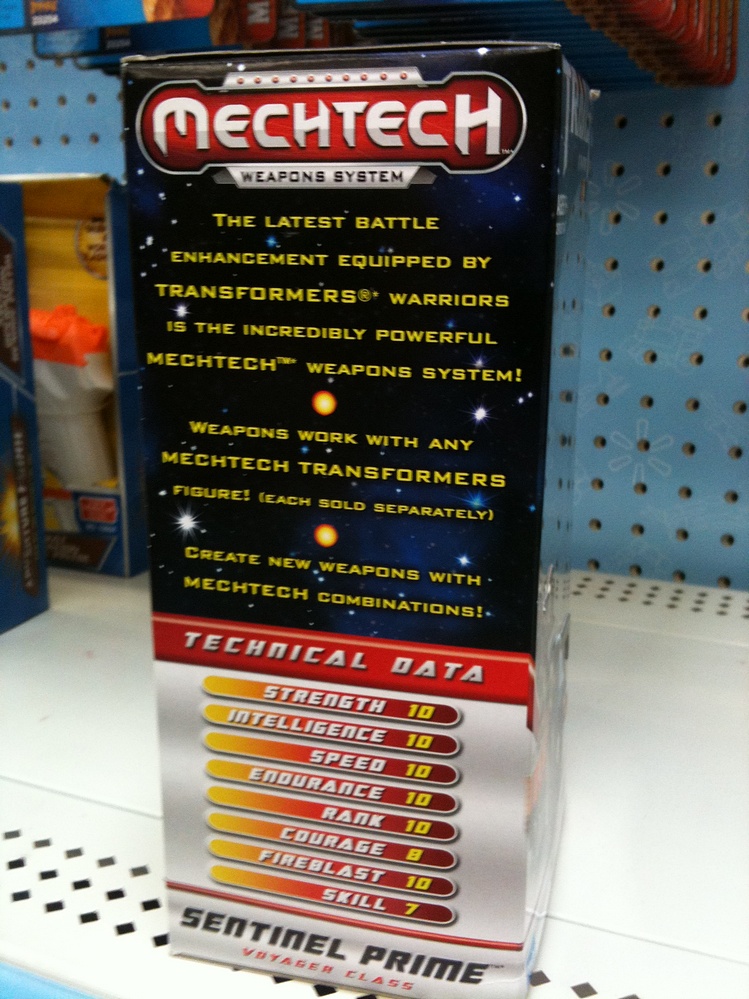 MECHTECH™
WEAPONS SYSTEM
THE LATEST BATTLE
ENHANCEMENT EQUIPPED BY
TRANSFORMERS®* WARRIORS
IS THE INCREDIBLY POWERFUL
MECHTECH™* WEAPONS SYSTEM!
WEAPONS WORK WITH ANY
MECHTECH TRANSFORMERS
FIGURE! (EACH SOLD SEPARATELY)
CREATE NEW WEAPONS WITH
MECHTECH COMBINATIONS!
TECHNICAL DATA
STRENGTH 10
INTELLIGENCE 10
SPEED 10
ENDURANCE 10
RANK 10
COURAGE 8
FIREBLAST 10
SKILL 7
SENTINEL PRIME™
VOYAGER CLASS